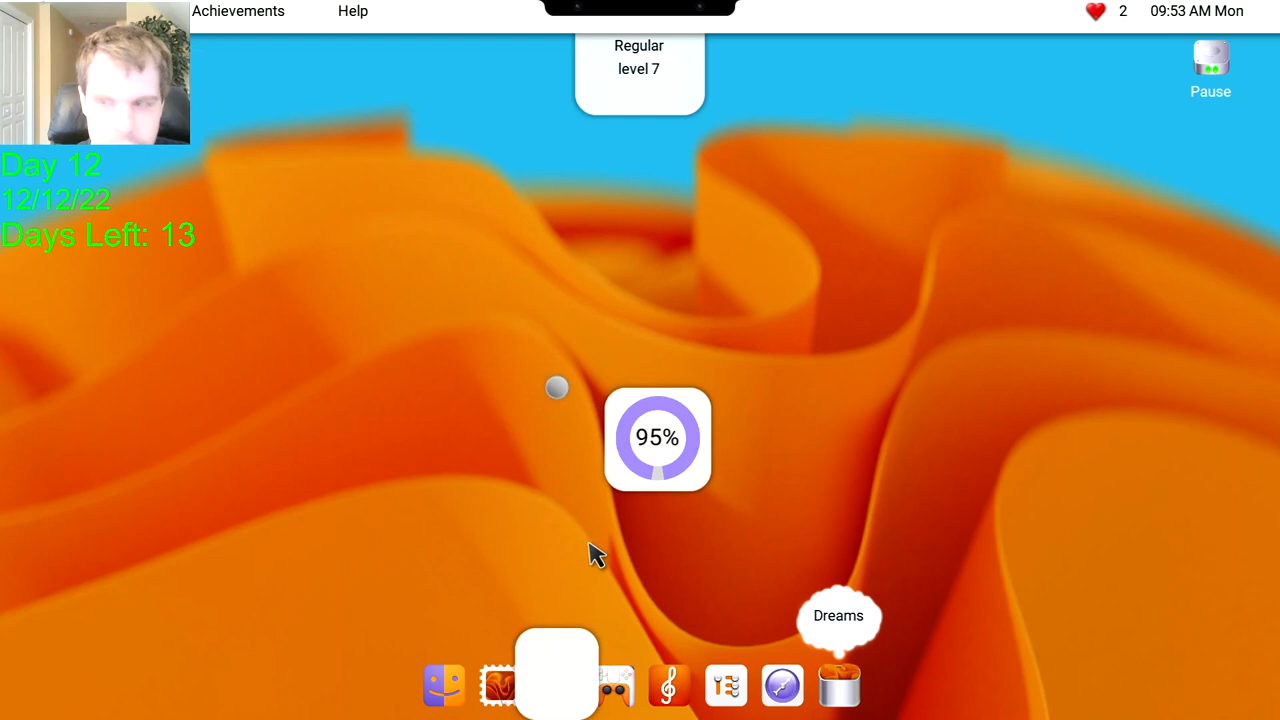 Achievements Help
2 09:53 AM Mon
Regular
level 7
Pause
Day 12
12/12/22
Days Left: 13
95%
Dreams